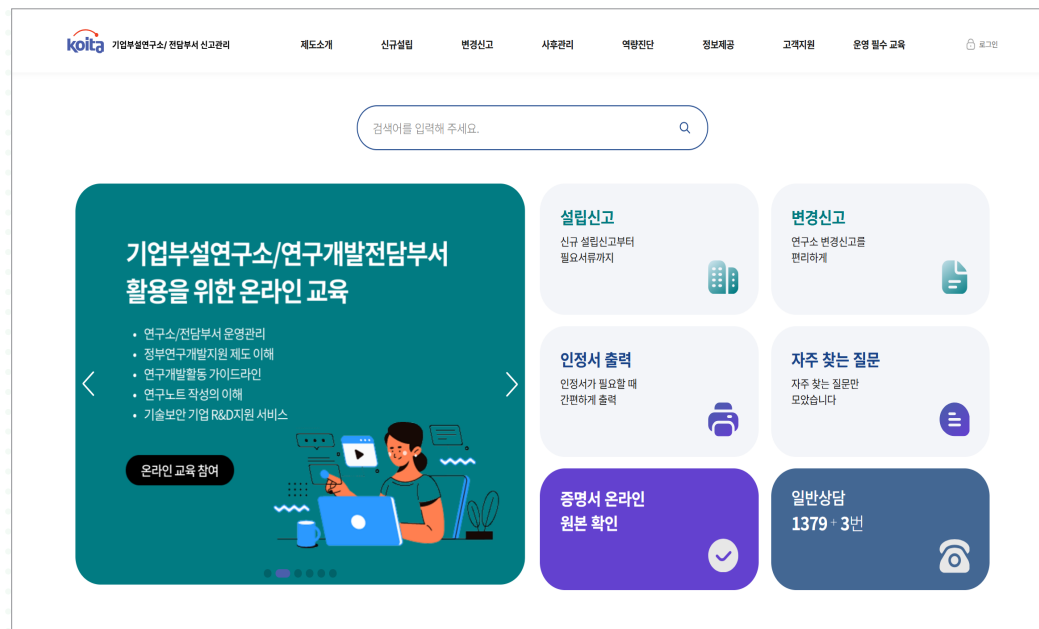 koita 기업부설연구소/ 전담부서 신고관리
제도소개
신규설립
변경신고
사후관리
역량진단
정보제공
고객지원
운영 필수 교육
로그인
검색어를 입력해 주세요.
기업부설연구소/연구개발전담부서
활용을 위한 온라인 교육
• 연구소/전담부서 운영관리
• 정부연구개발지원 제도 이해
• 연구개발활동 가이드라인
• 연구노트 작성의 이해
• 기술보안 기업 R&D지원 서비스
온라인 교육 참여
설립신고
신규 설립신고부터
필요서류까지
변경신고
연구소 변경신고를
편리하게
인정서 출력
인정서가 필요할 때
간편하게 출력
자주 찾는 질문
자주 찾는 질문만
모았습니다
증명서 온라인
원본 확인
일반상담
1379 + 3번